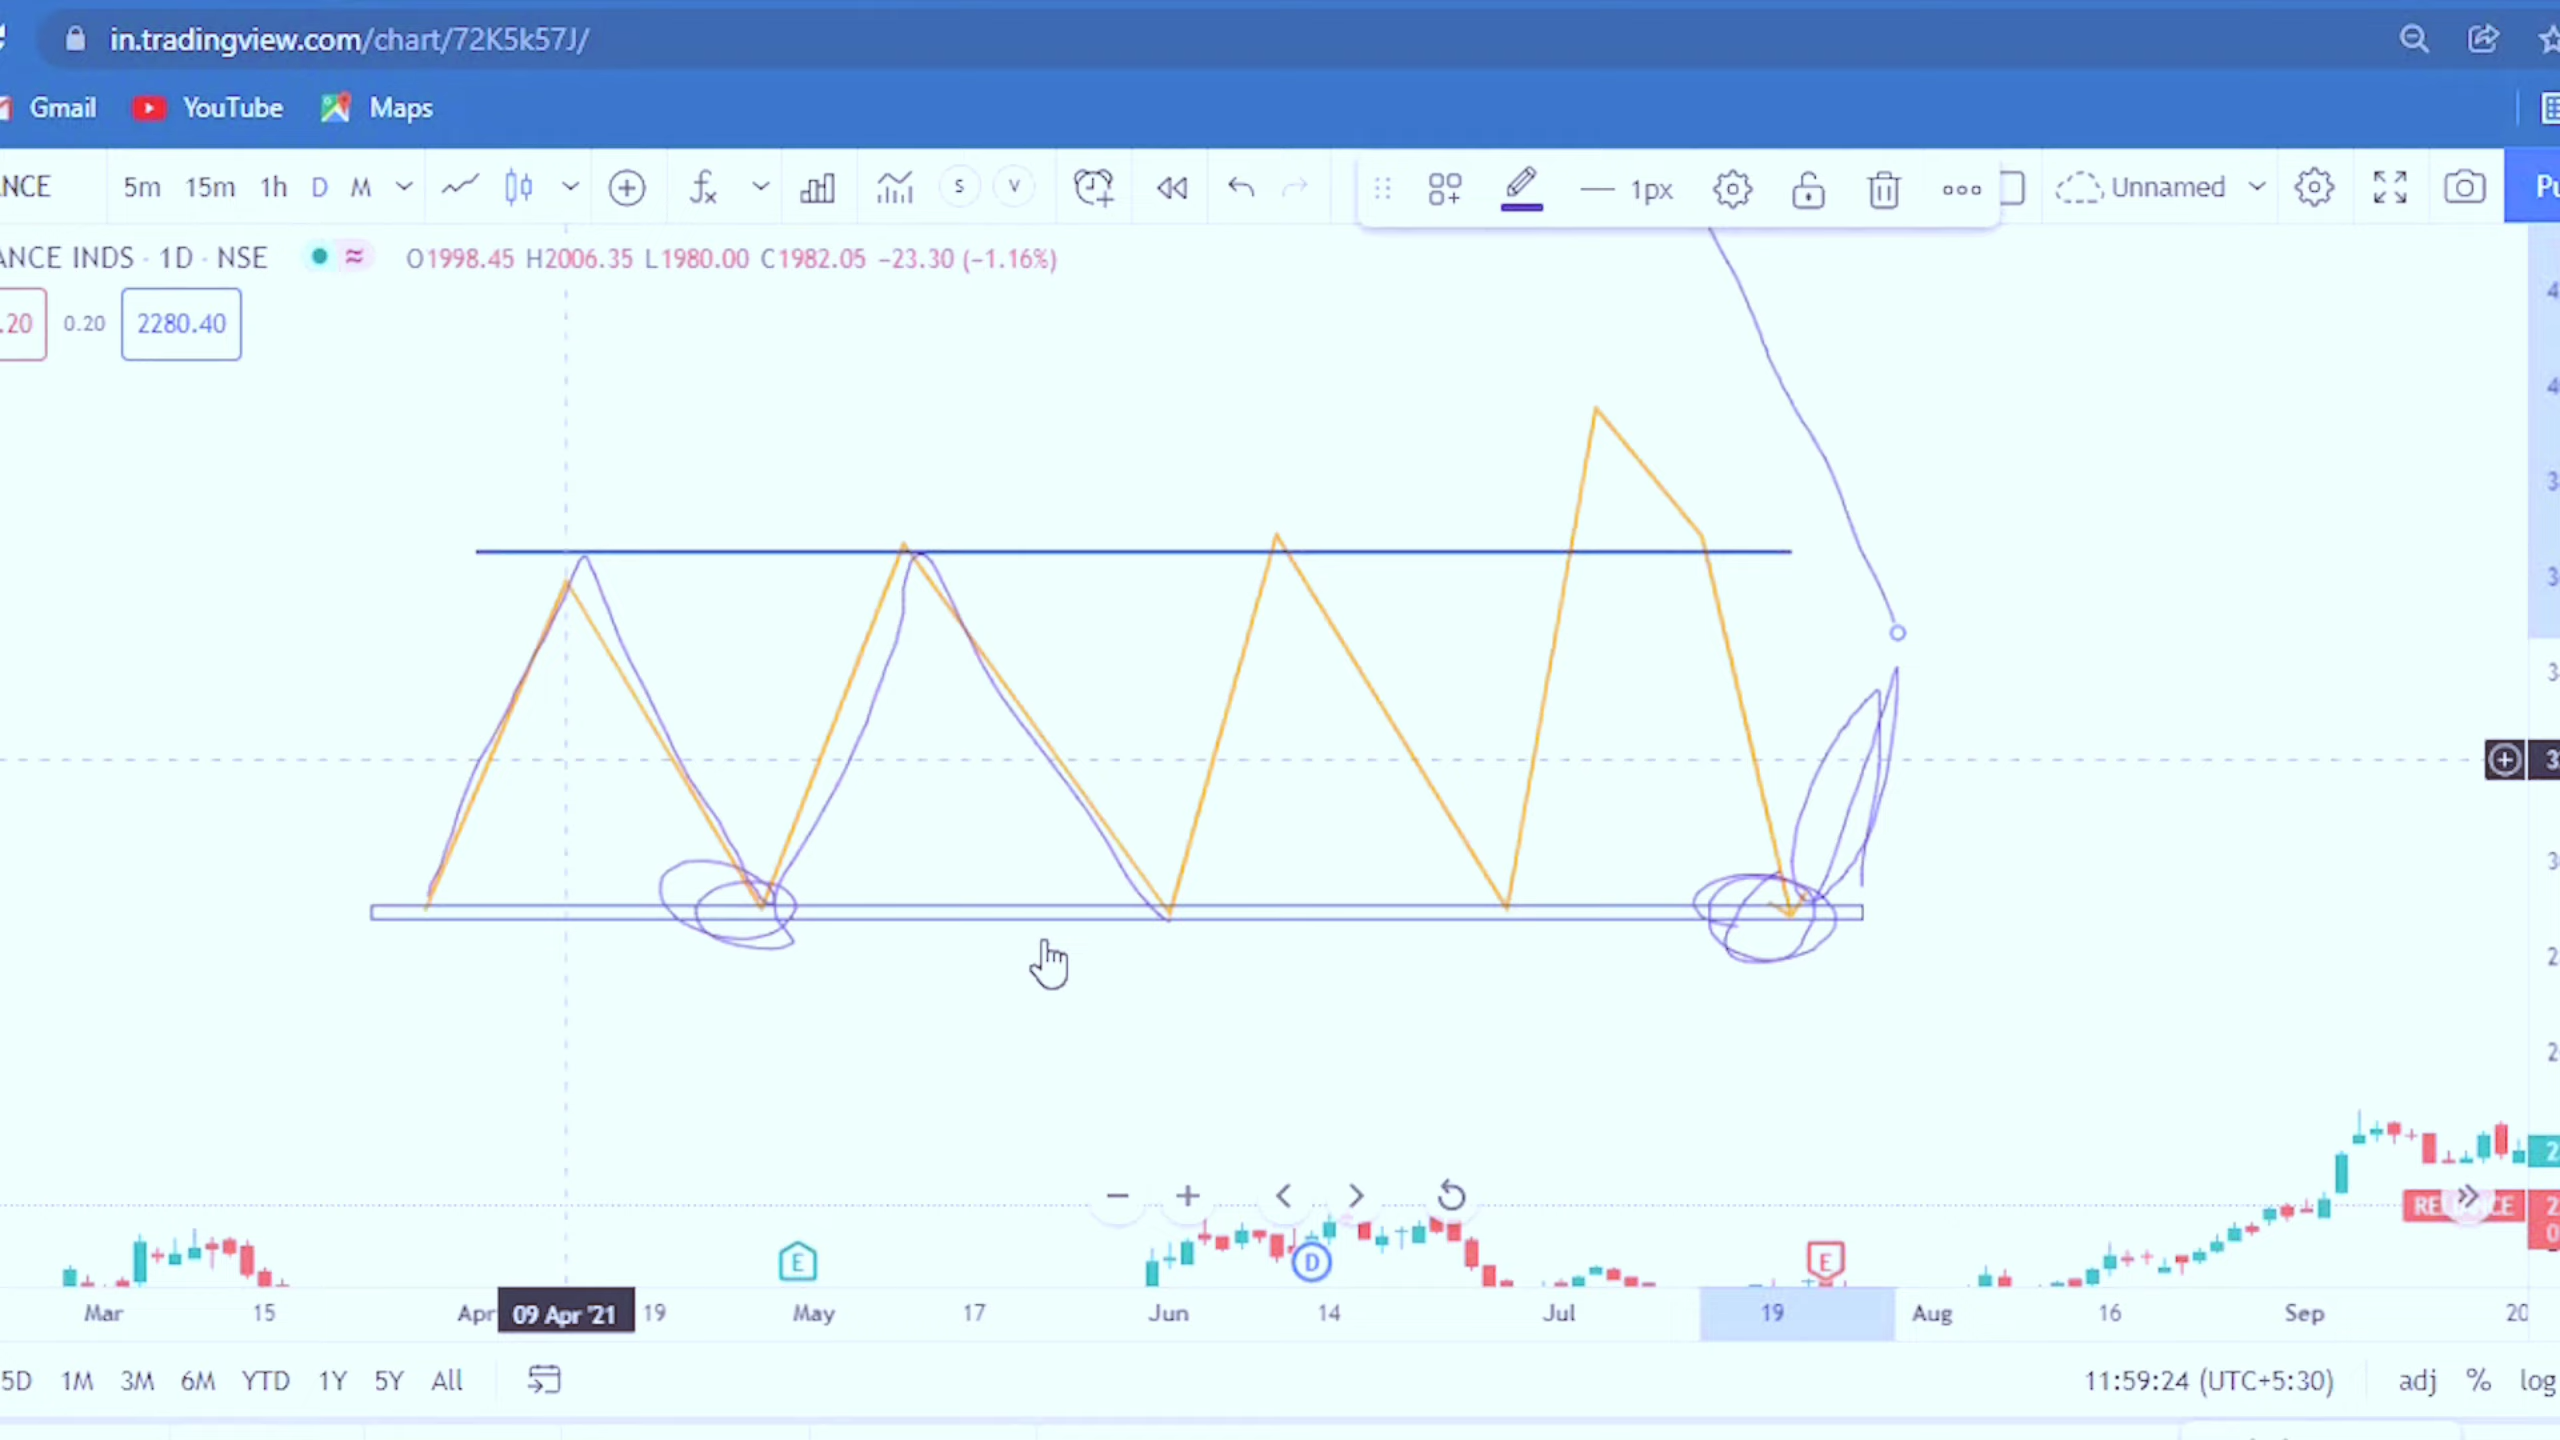 in.tradingview.com/chart/72K5k57J/
Gmail YouTube Maps
NCE 5m 15m 1h D M S V 1px Unnamed Pu
ANCE INDS · 1D · NSE O1998.45 H2006.35 L1980.00 C1982.05 −23.30 (−1.16%)
.20 0.20 2280.40
E D E
Mar 15 Apr 09 Apr '21 19 May 17 Jun 14 Jul 19 Aug 16 Sep 20
5D 1M 3M 6M YTD 1Y 5Y All 11:59:24 (UTC+5:30) adj % log